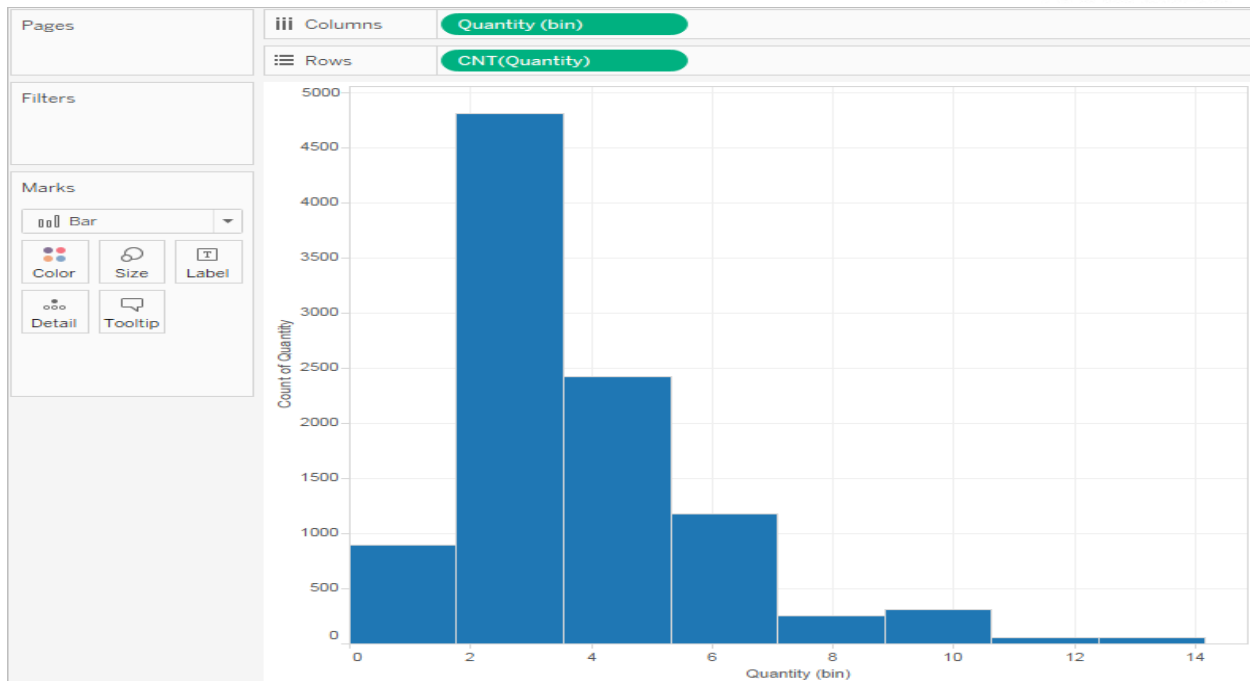 Pages
Columns
Quantity (bin)
Rows
CNT(Quantity)
Filters
Marks
Bar
Color
Size
T
Label
Detail
Tooltip
Count of Quantity
5000
4500
4000
3500
3000
2500
2000
1500
1000
500
0
0 2 4 6 8 10 12 14
Quantity (bin)